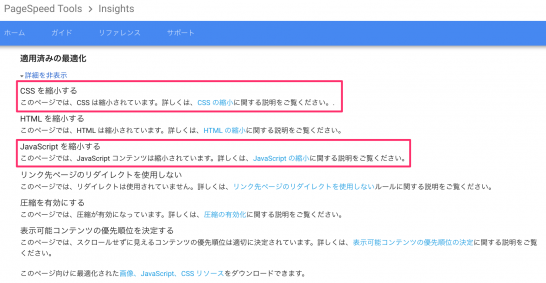 PageSpeed Tools > Insights
ホーム ガイド リファレンス サポート
適用済みの最適化
詳細を非表示
CSS を縮小する
このページでは、CSS は縮小されています。詳しくは、CSS の縮小に関する説明をご覧ください。.
HTML を縮小する
このページでは、HTML は縮小されています。詳しくは、HTML の縮小に関する説明をご覧ください。
JavaScript を縮小する
このページでは、JavaScript コンテンツは縮小されています。詳しくは、JavaScript の縮小に関する説明をご覧ください。
リンク先ページのリダイレクトを使用しない
このページでは、リダイレクトは使用されていません。詳しくは、リンク先ページのリダイレクトを使用しないルールに関する説明をご覧ください。
圧縮を有効にする
このページでは、圧縮が有効になっています。詳しくは、圧縮の有効化に関する説明をご覧ください。
表示可能コンテンツの優先順位を決定する
このページでは、スクロールせずに見えるコンテンツの優先順位は適切に決定されています。詳しくは、表示可能コンテンツの優先順位の決定に関する説明をご覧ください。
このページ向けに最適化された画像、JavaScript、CSS リソースをダウンロードできます。